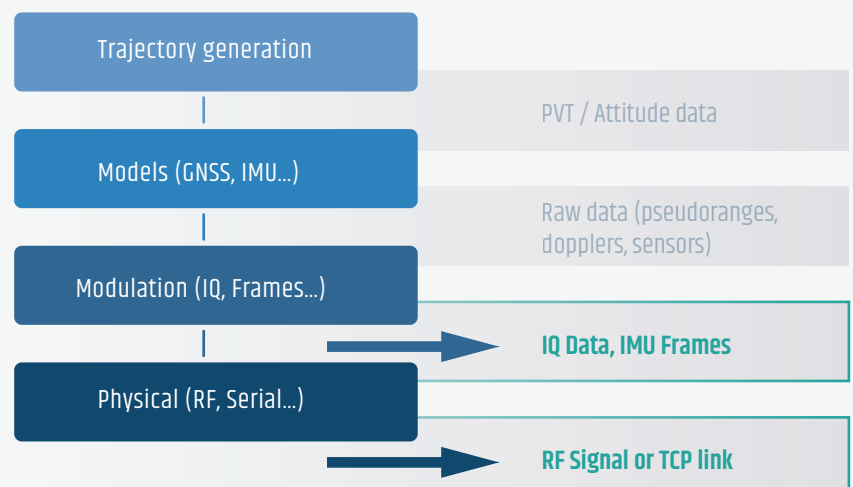 Trajectory generation
PVT / Attitude data
Models (GNSS, IMU...)
Raw data (pseudoranges,
dopplers, sensors)
Modulation (IQ, Frames...)
IQ Data, IMU Frames
Physical (RF, Serial...)
RF Signal or TCP link